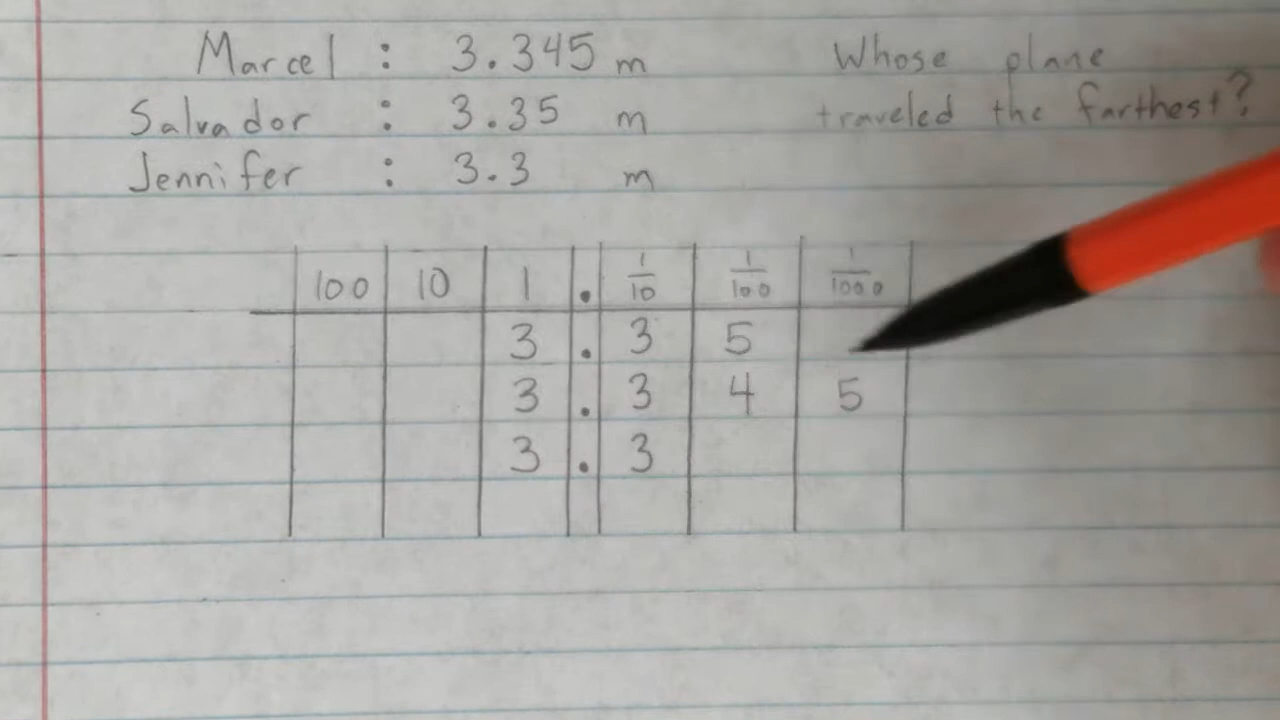 Marcel : 3.345 m
Salvador : 3.35 m
Jennifer : 3.3 m
Whose plane
traveled the farthest?
100 10 1 . 1/10 1/100 1/1000
3 . 3 5
3 . 3 4 5
3 . 3